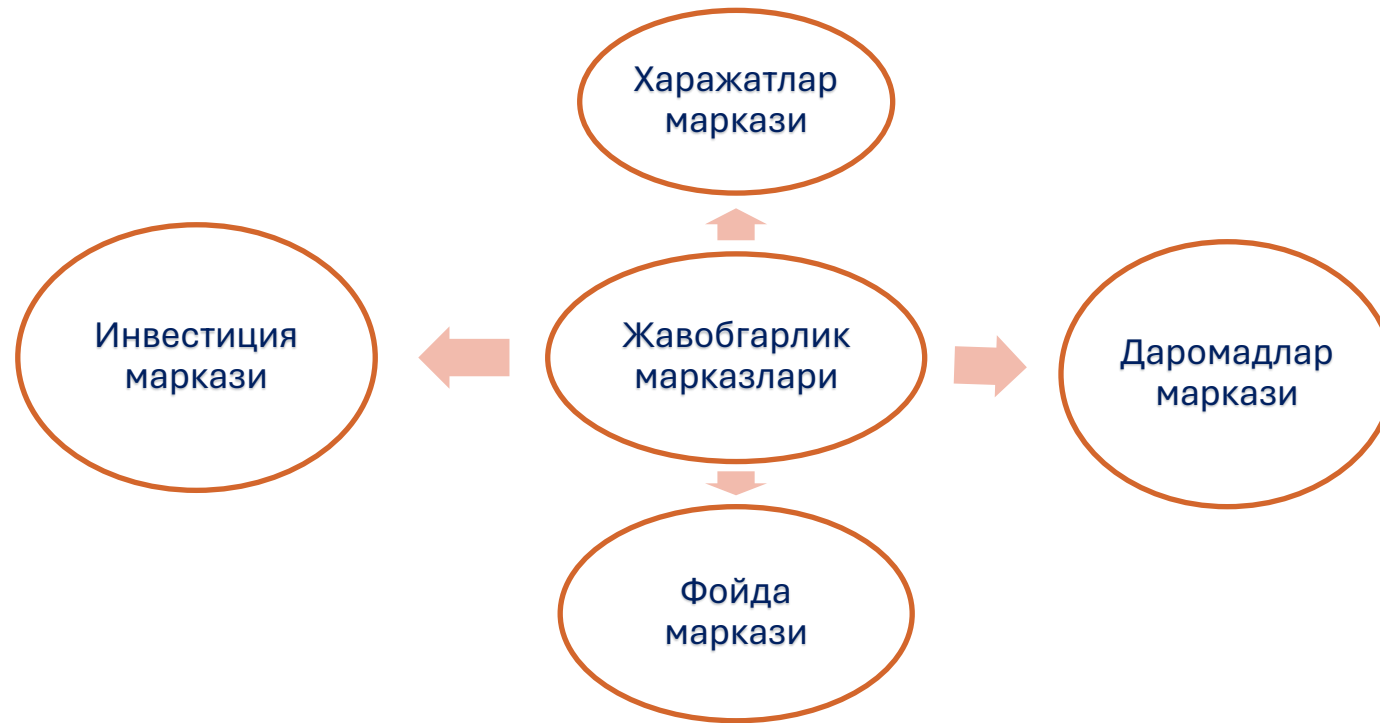 Харажатлар
маркази
Инвестиция
маркази
Жавобгарлик
марказлари
Даромадлар
маркази
Фойда
маркази